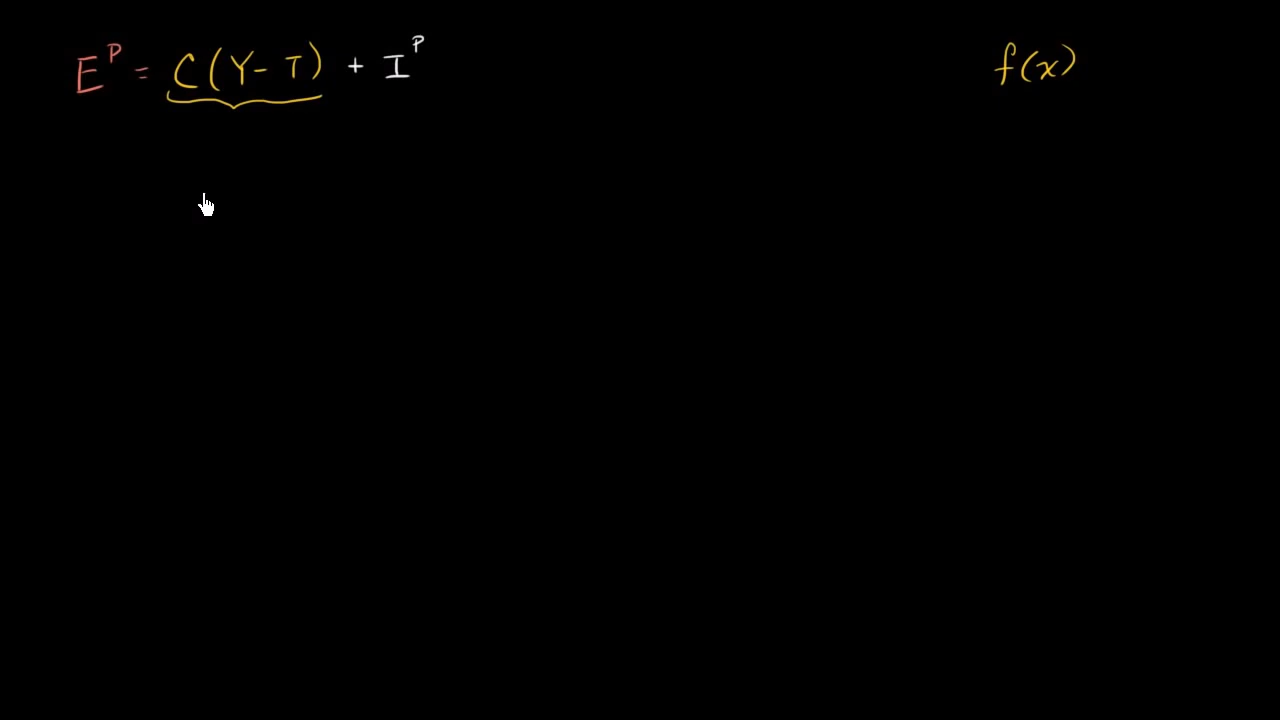 E^P = C(Y-T) + I^P
f(x)